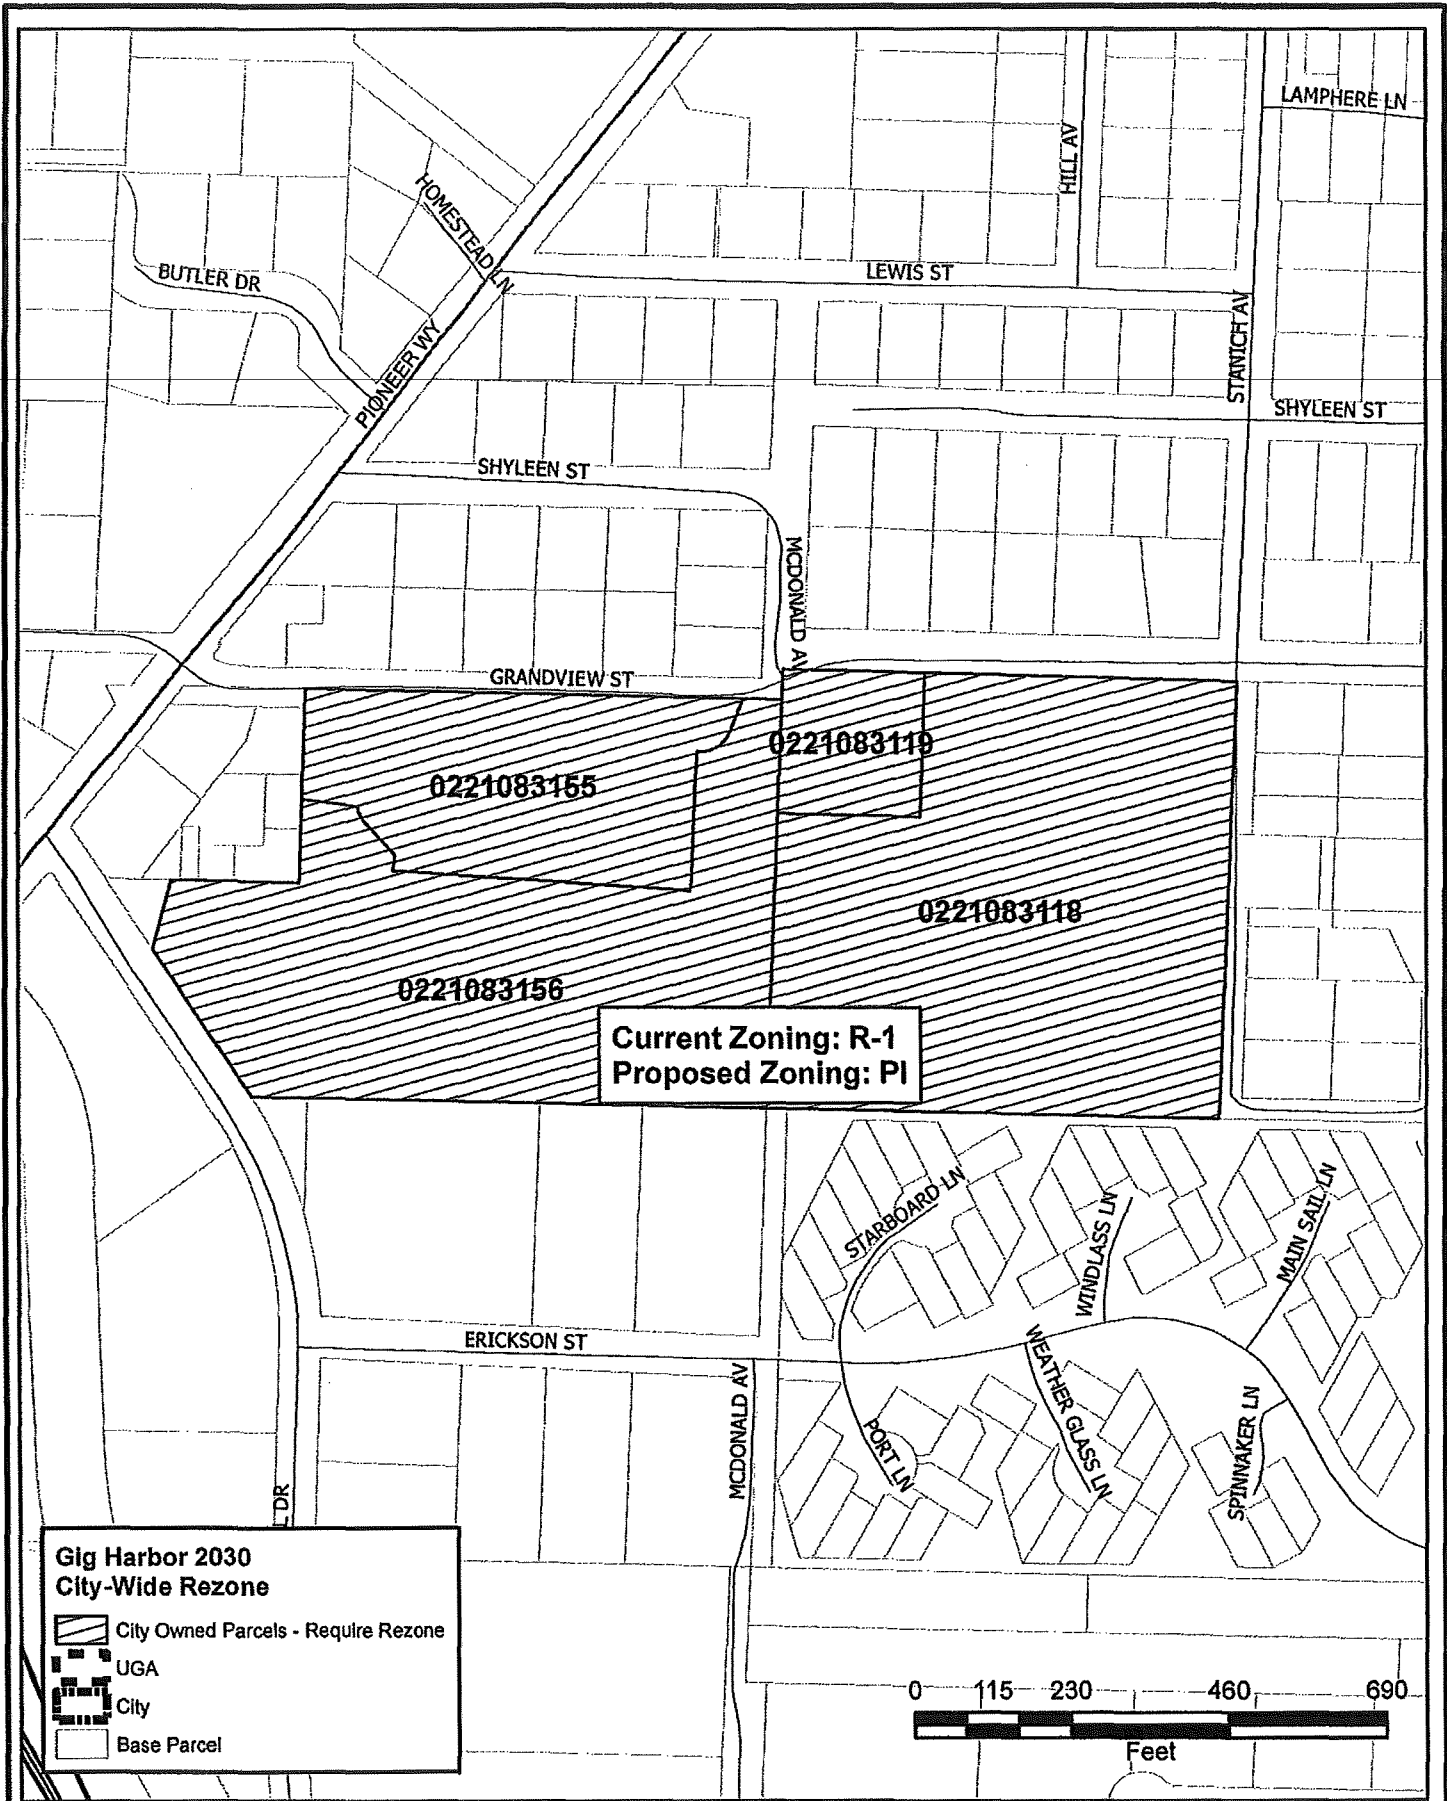 LAMPHERE LN
HILL AV
HOMESTEAD LN
BUTLER DR
LEWIS ST
STANICH AV
PIONEER WY
SHYLEEN ST
SHYLEEN ST
MCDONALD AV
GRANDVIEW ST
0221083119
0221083155
0221083118
0221083156
Current Zoning: R-1
Proposed Zoning: PI
STARBOARD LN
WINDLASS LN
MAIN SAIL LN
ERICKSON ST
WEATHER GLASS LN
MCDONALD AV
PORT LN
SPINNAKER LN
L DR
Gig Harbor 2030
City-Wide Rezone
City Owned Parcels - Require Rezone
UGA
City
Base Parcel
0 115 230 460 690
Feet